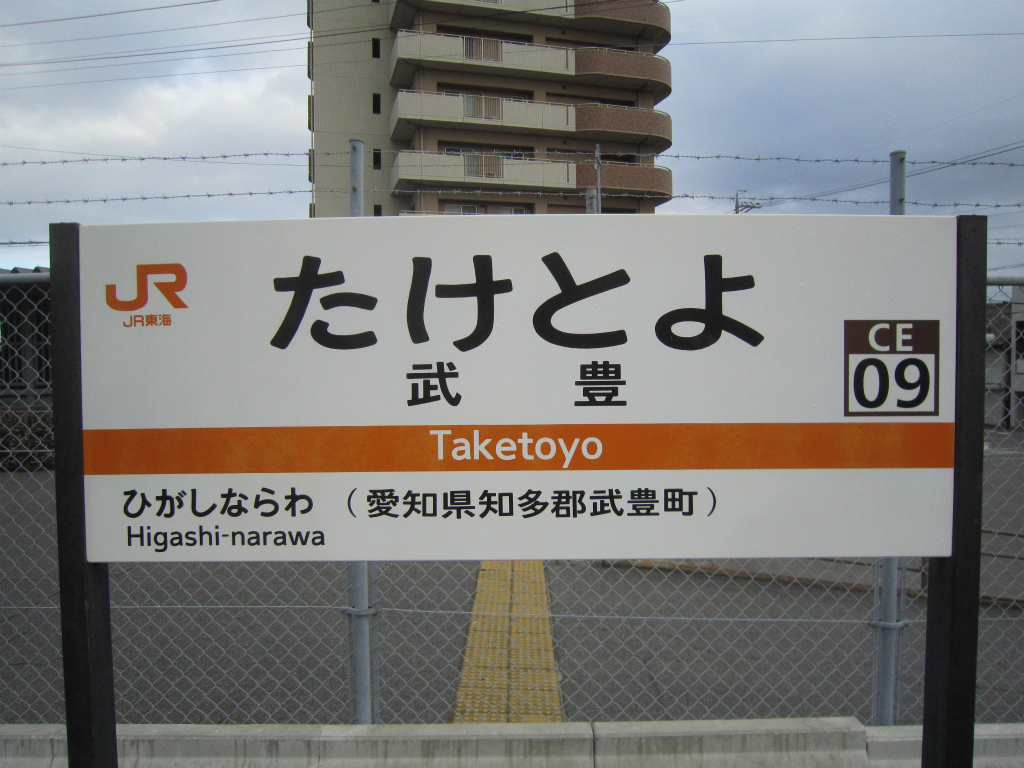 JR
JR東海
たけとよ
武豊
CE
09
Taketoyo
ひがしならわ （愛知県知多郡武豊町）
Higashi-narawa